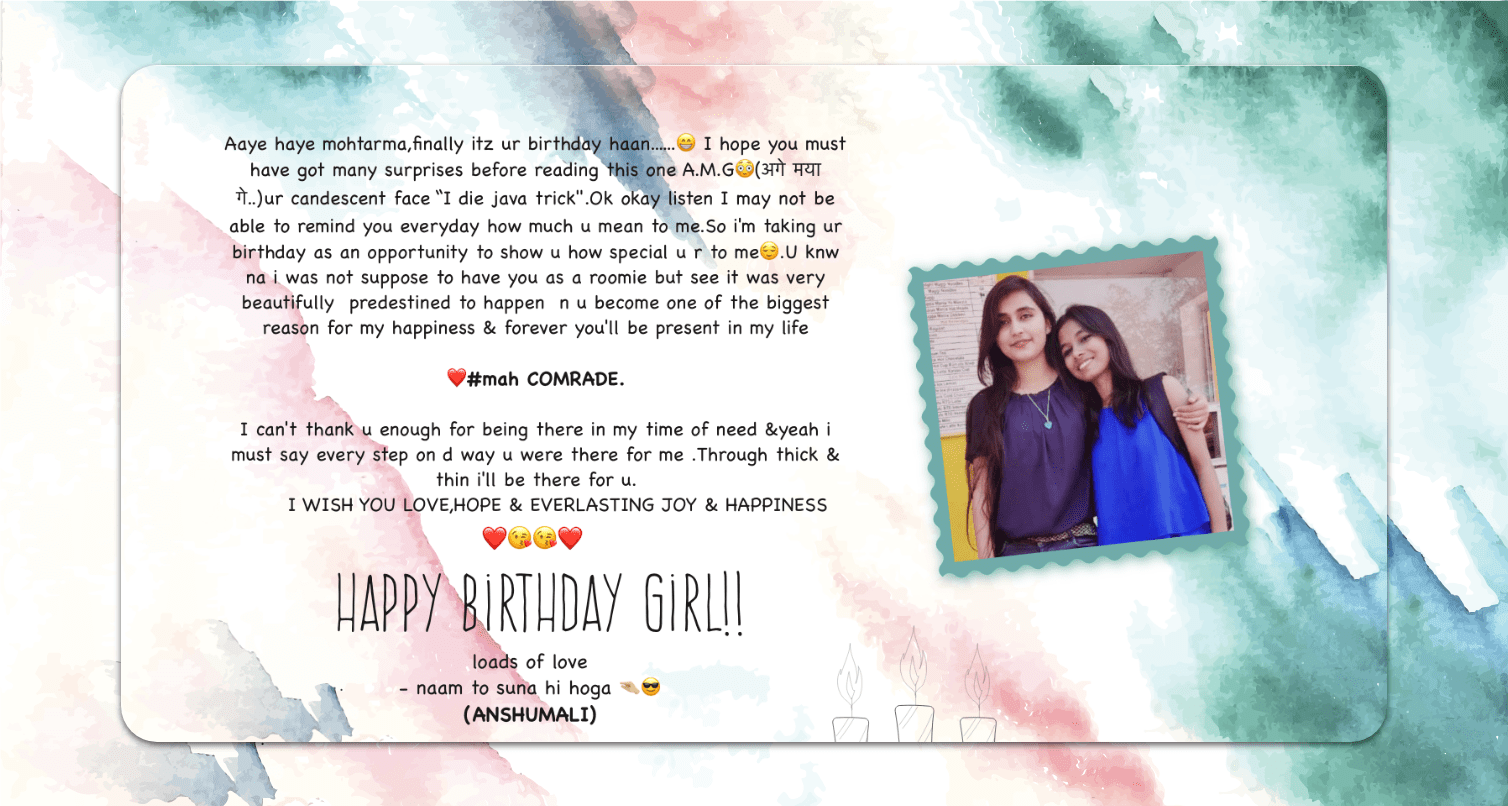 Aaye haye mohtarma,finally itz ur birthday haan......😁 I hope you must
have got many surprises before reading this one A.M.G😳(अगे मया
गे..)ur candescent face “I die java trick".Ok okay listen I may not be
able to remind you everyday how much u mean to me.So i'm taking ur
birthday as an opportunity to show u how special u r to me😌.U knw
na i was not suppose to have you as a roomie but see it was very
beautifully predestined to happen n u become one of the biggest
reason for my happiness & forever you'll be present in my life
❤️#mah COMRADE.
I can't thank u enough for being there in my time of need &yeah i
must say every step on d way u were there for me .Through thick &
thin i'll be there for u.
I WISH YOU LOVE,HOPE & EVERLASTING JOY & HAPPINESS
❤️😘😘❤️
HAPPY BIRTHDAY GIRL!!
loads of love
- naam to suna hi hoga 🤏🏼😎
(ANSHUMALI)